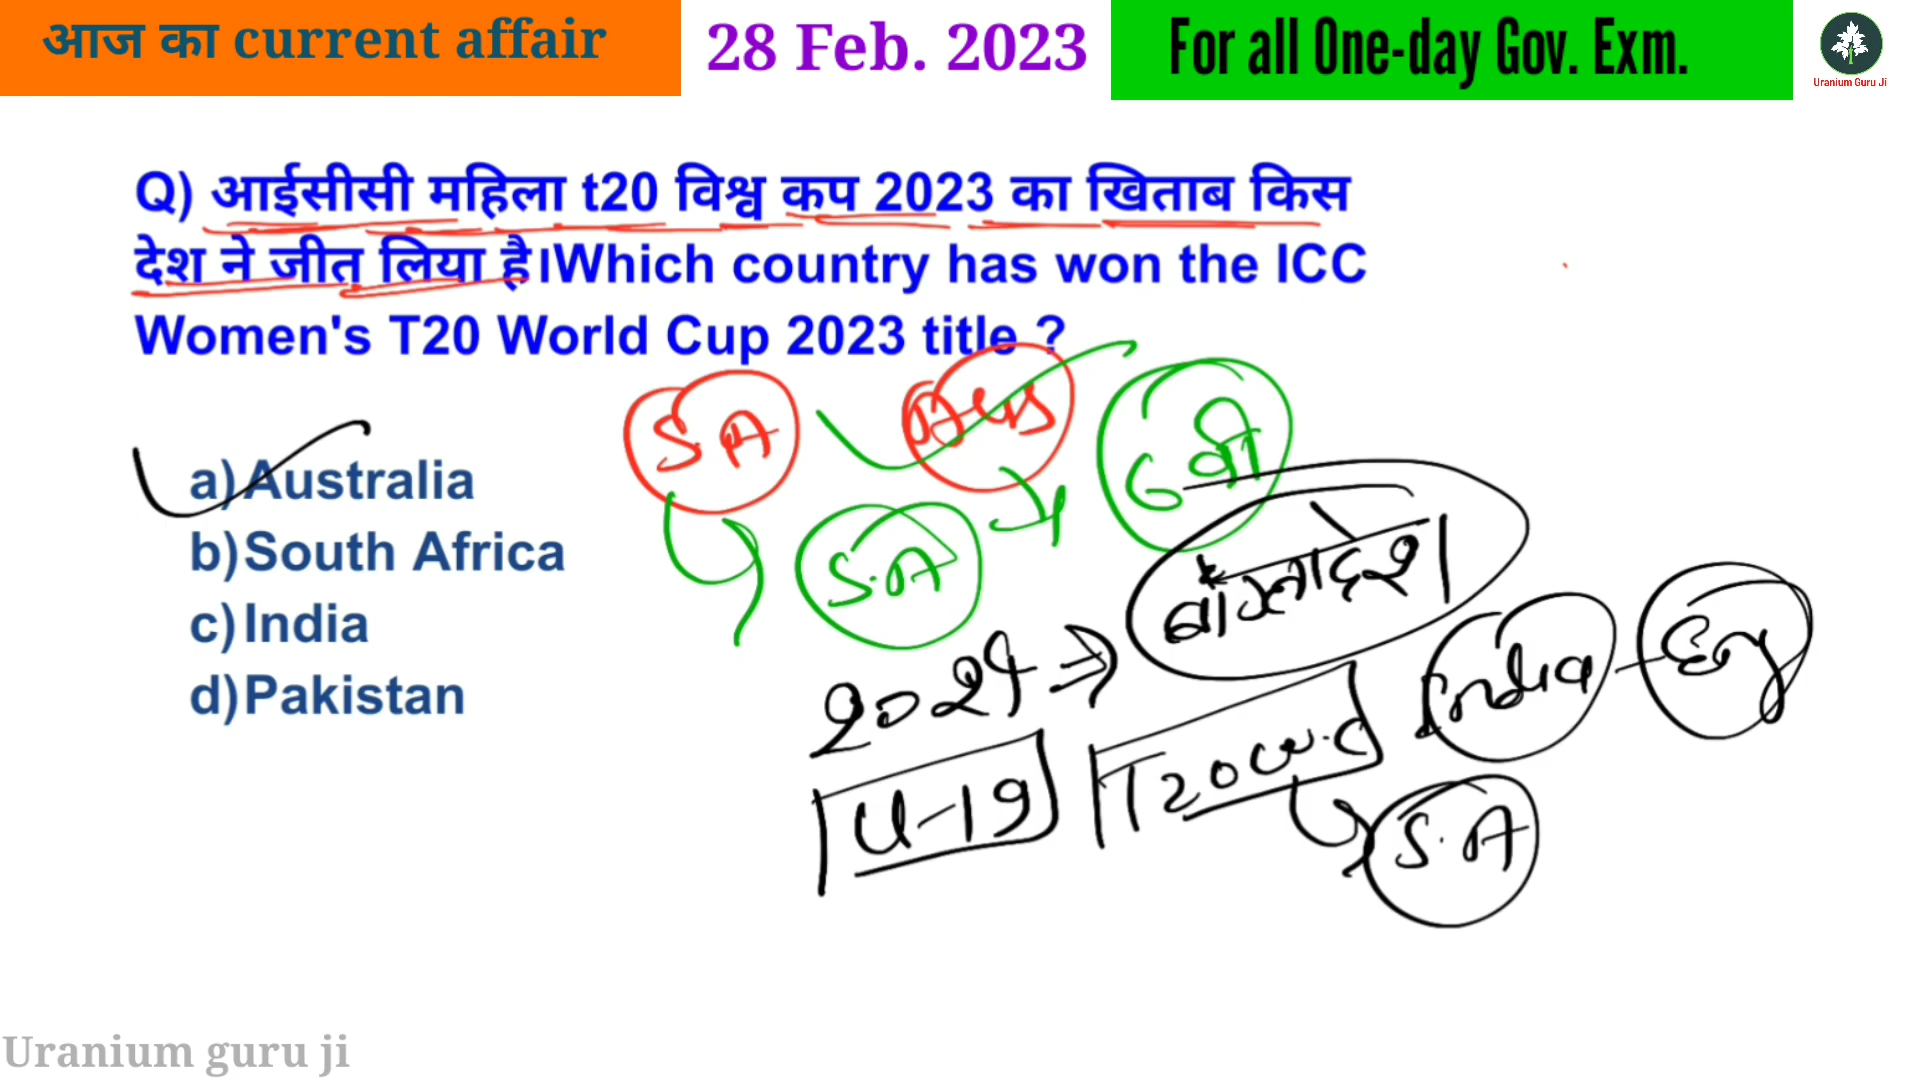 आज का current affair
28 Feb. 2023
For all One-day Gov. Exm.
Uranium Guru Ji
Q) आईसीसी महिला t20 विश्व कप 2023 का खिताब किस
देश ने जीत लिया है।Which country has won the ICC
Women's T20 World Cup 2023 title ?
a)Australia
b)South Africa
c)India
d)Pakistan
S.A
6वी
S.A
2024 ⇒ बांग्लादेश
U-19 T20 W.C India - Eng
S.A
Uranium guru ji